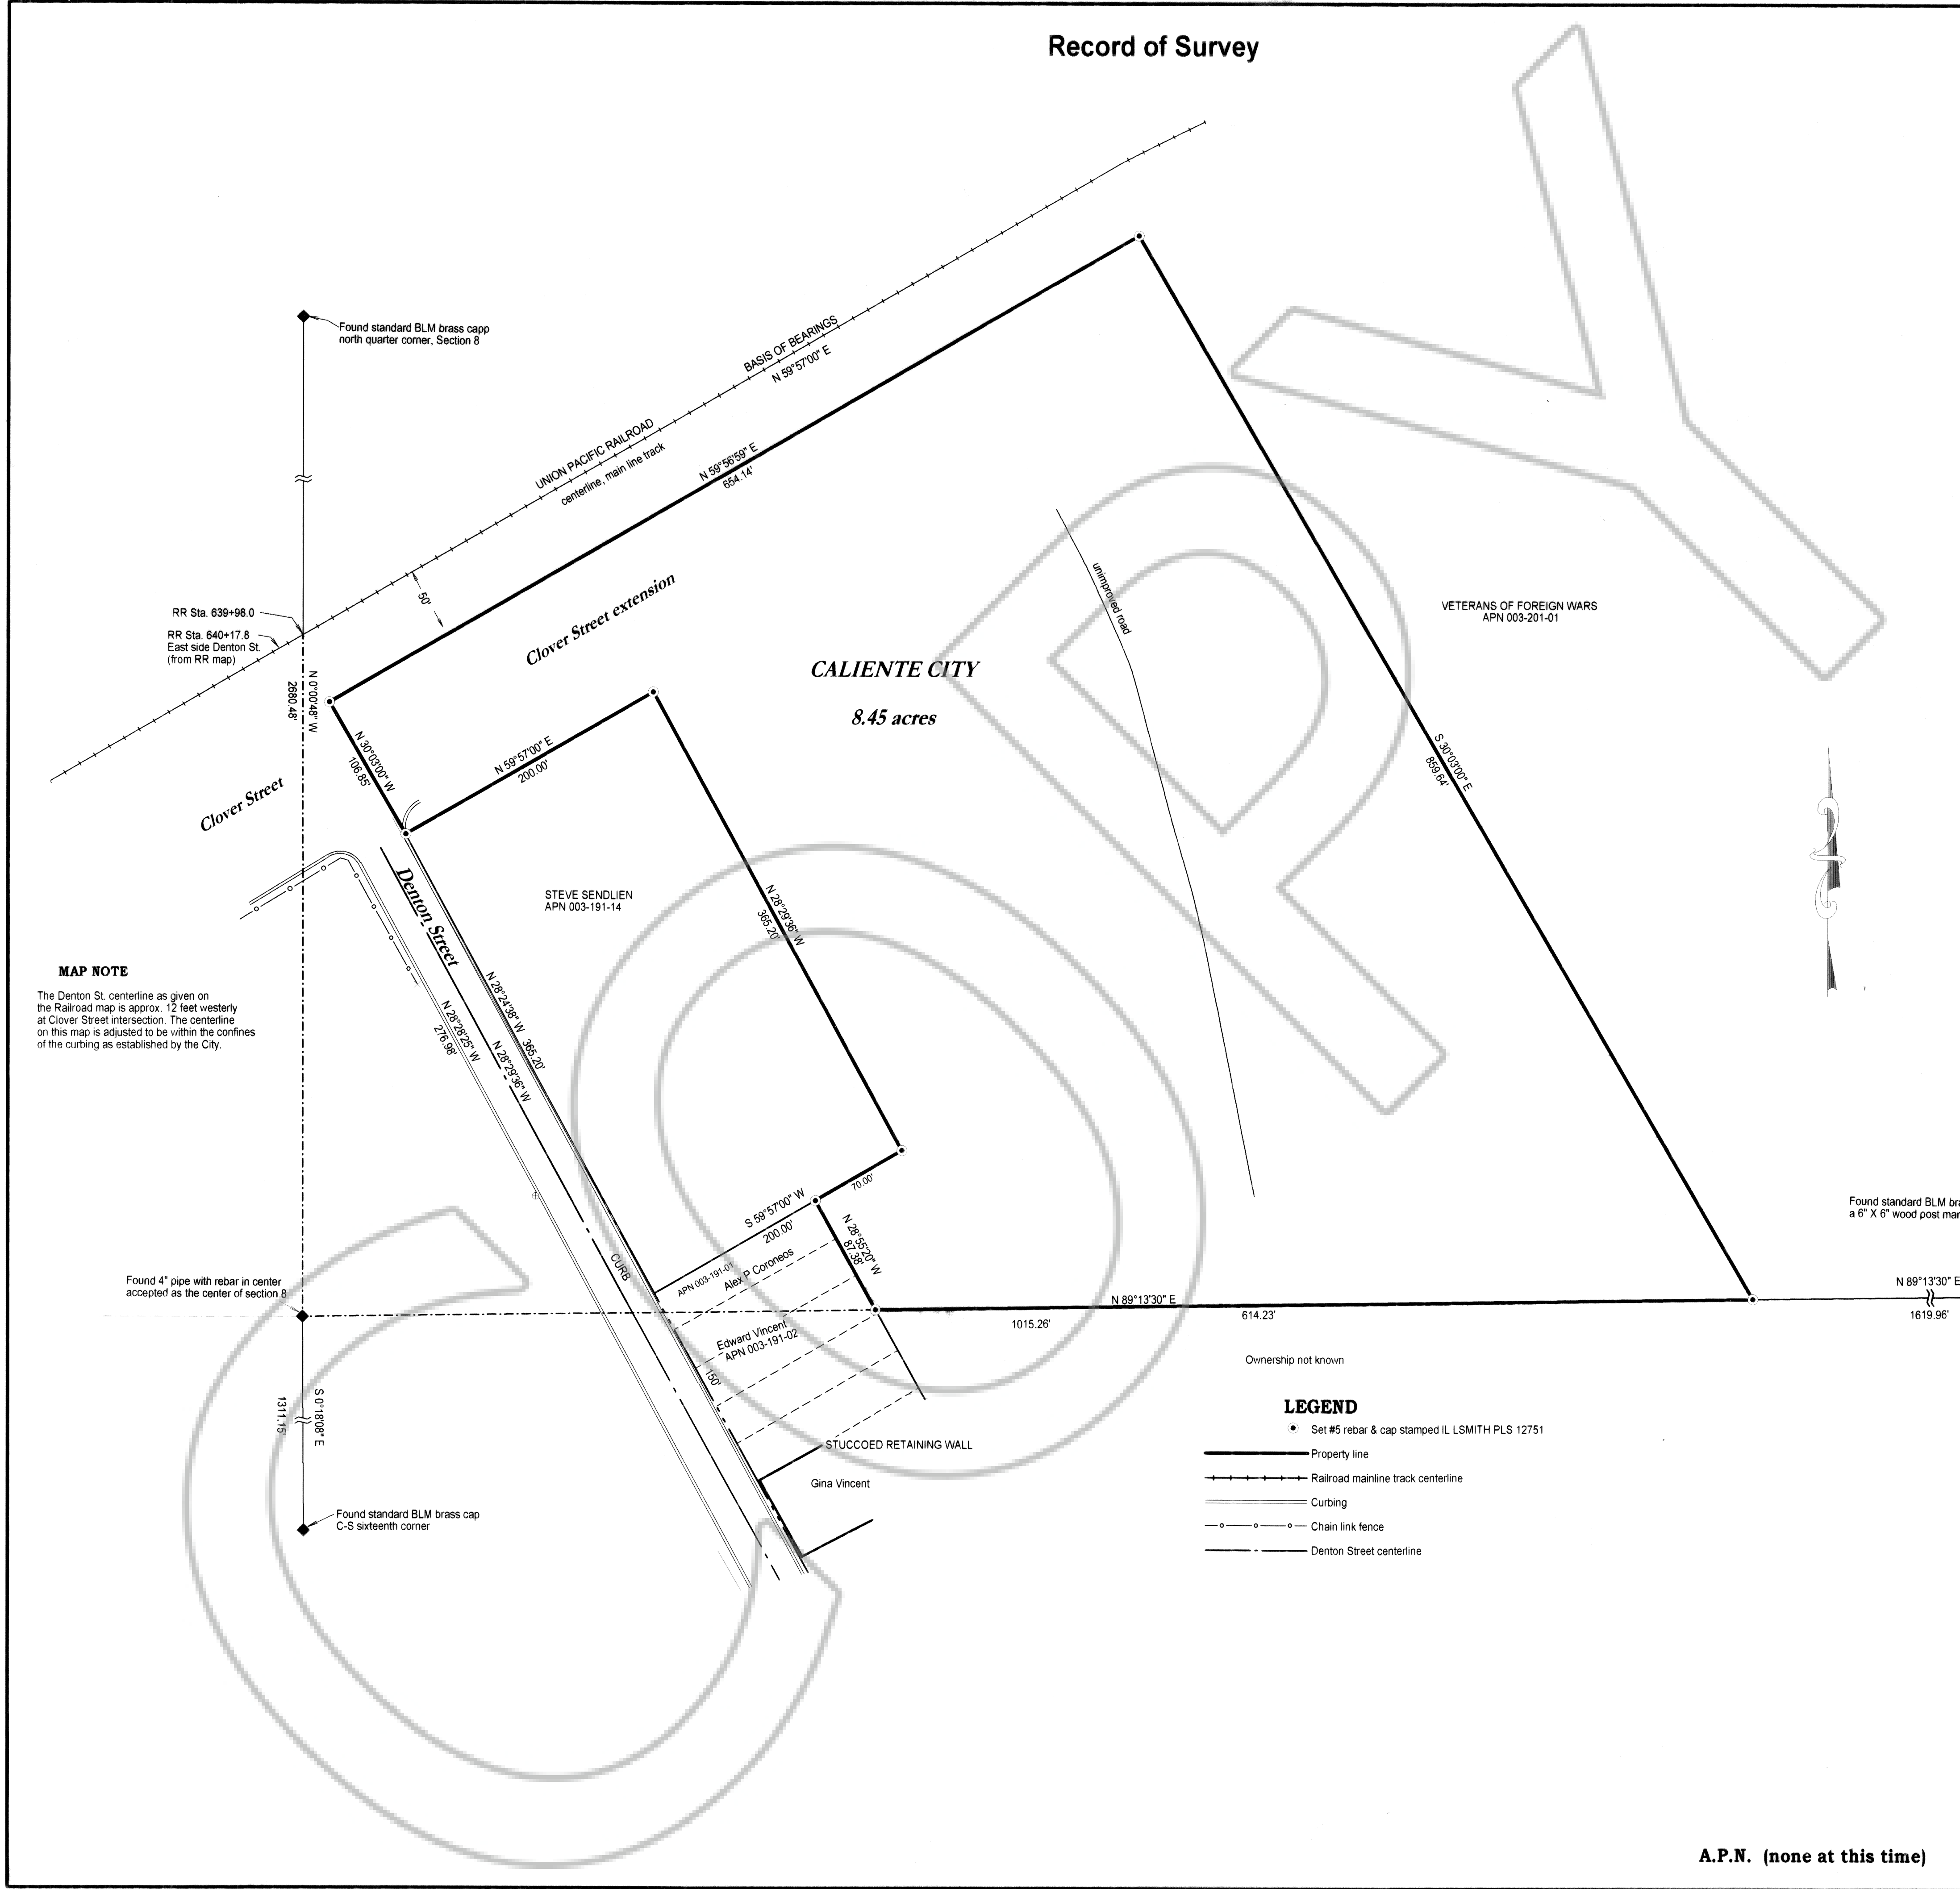 Record of Survey
Found standard BLM brass capp
north quarter corner, Section 8
BASIS OF BEARINGS
N 59°57'00" E
UNION PACIFIC RAILROAD
centerline, main line track
N 59°56'59" E
654.14'
50'
Clover Street extension
unimproved road
VETERANS OF FOREIGN WARS
APN 003-201-01
RR Sta. 639+98.0
RR Sta. 640+17.8
East side Denton St.
(from RR map)
N 0°00'48" W
2680.48'
CALIENTE CITY
8.45 acres
N 30°03'00" W
106.85'
N 59°57'00" E
200.00'
S 30°03'00" E
859.64'
Clover Street
Denton Street
STEVE SENDLIEN
APN 003-191-14
N 28°29'36" W
365.20'
MAP NOTE
The Denton St. centerline as given on
the Railroad map is approx. 12 feet westerly
at Clover Street intersection. The centerline
on this map is adjusted to be within the confines
of the curbing as established by the City.
N 28°24'38" W 365.20'
N 28°28'25" W
276.98'
N 28°29'36" W
70.00'
S 59°57'00" W
200.00'
N 28°55'20" W
87.38'
Found standard BLM bra
a 6" X 6" wood post mar
CURB
APN 003-191-01
Alex P Coroneos
Found 4" pipe with rebar in center
accepted as the center of section 8
N 89°13'30" E
614.23'
1015.26'
N 89°13'30" E
1619.96'
Edward Vincent
APN 003-191-02
150'
Ownership not known
S 0°18'08" E
1311.15'
LEGEND
Set #5 rebar & cap stamped IL LSMITH PLS 12751
Property line
Railroad mainline track centerline
Curbing
Chain link fence
Denton Street centerline
STUCCOED RETAINING WALL
Gina Vincent
Found standard BLM brass cap
C-S sixteenth corner
A.P.N. (none at this time)
COPY